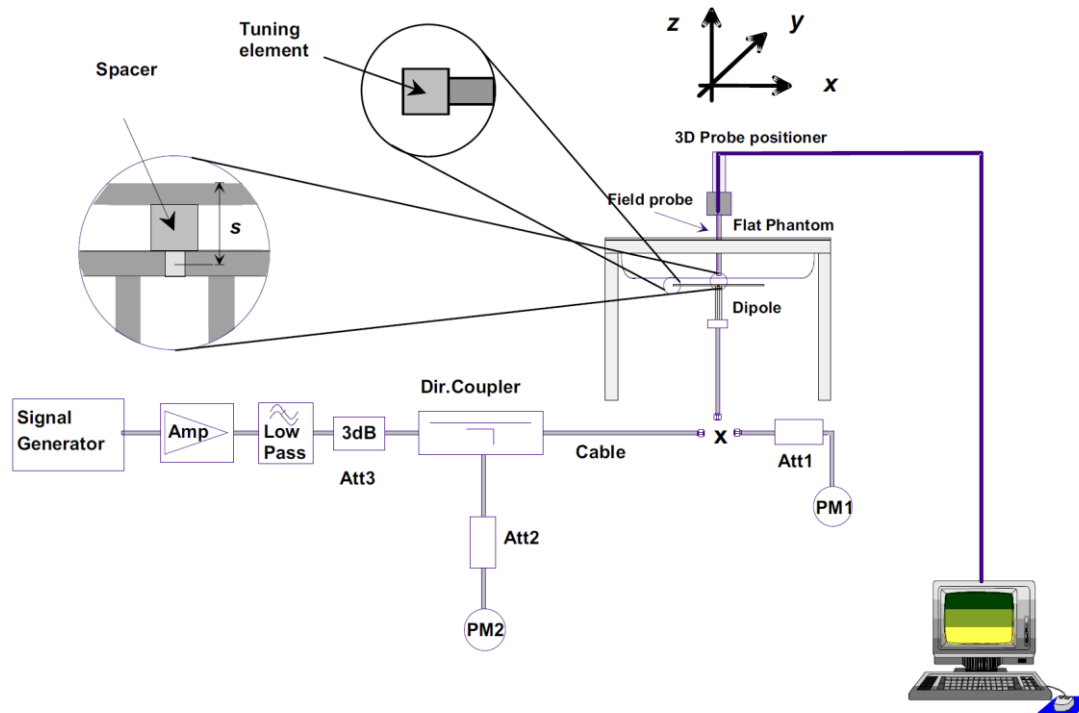 Tuning
element
Spacer
s
z
y
x
3D Probe positioner
Field probe
Flat Phantom
Dipole
Dir.Coupler
Signal
Generator
Amp
Low
Pass
3dB
Att3
Cable
x
Att1
PM1
Att2
PM2